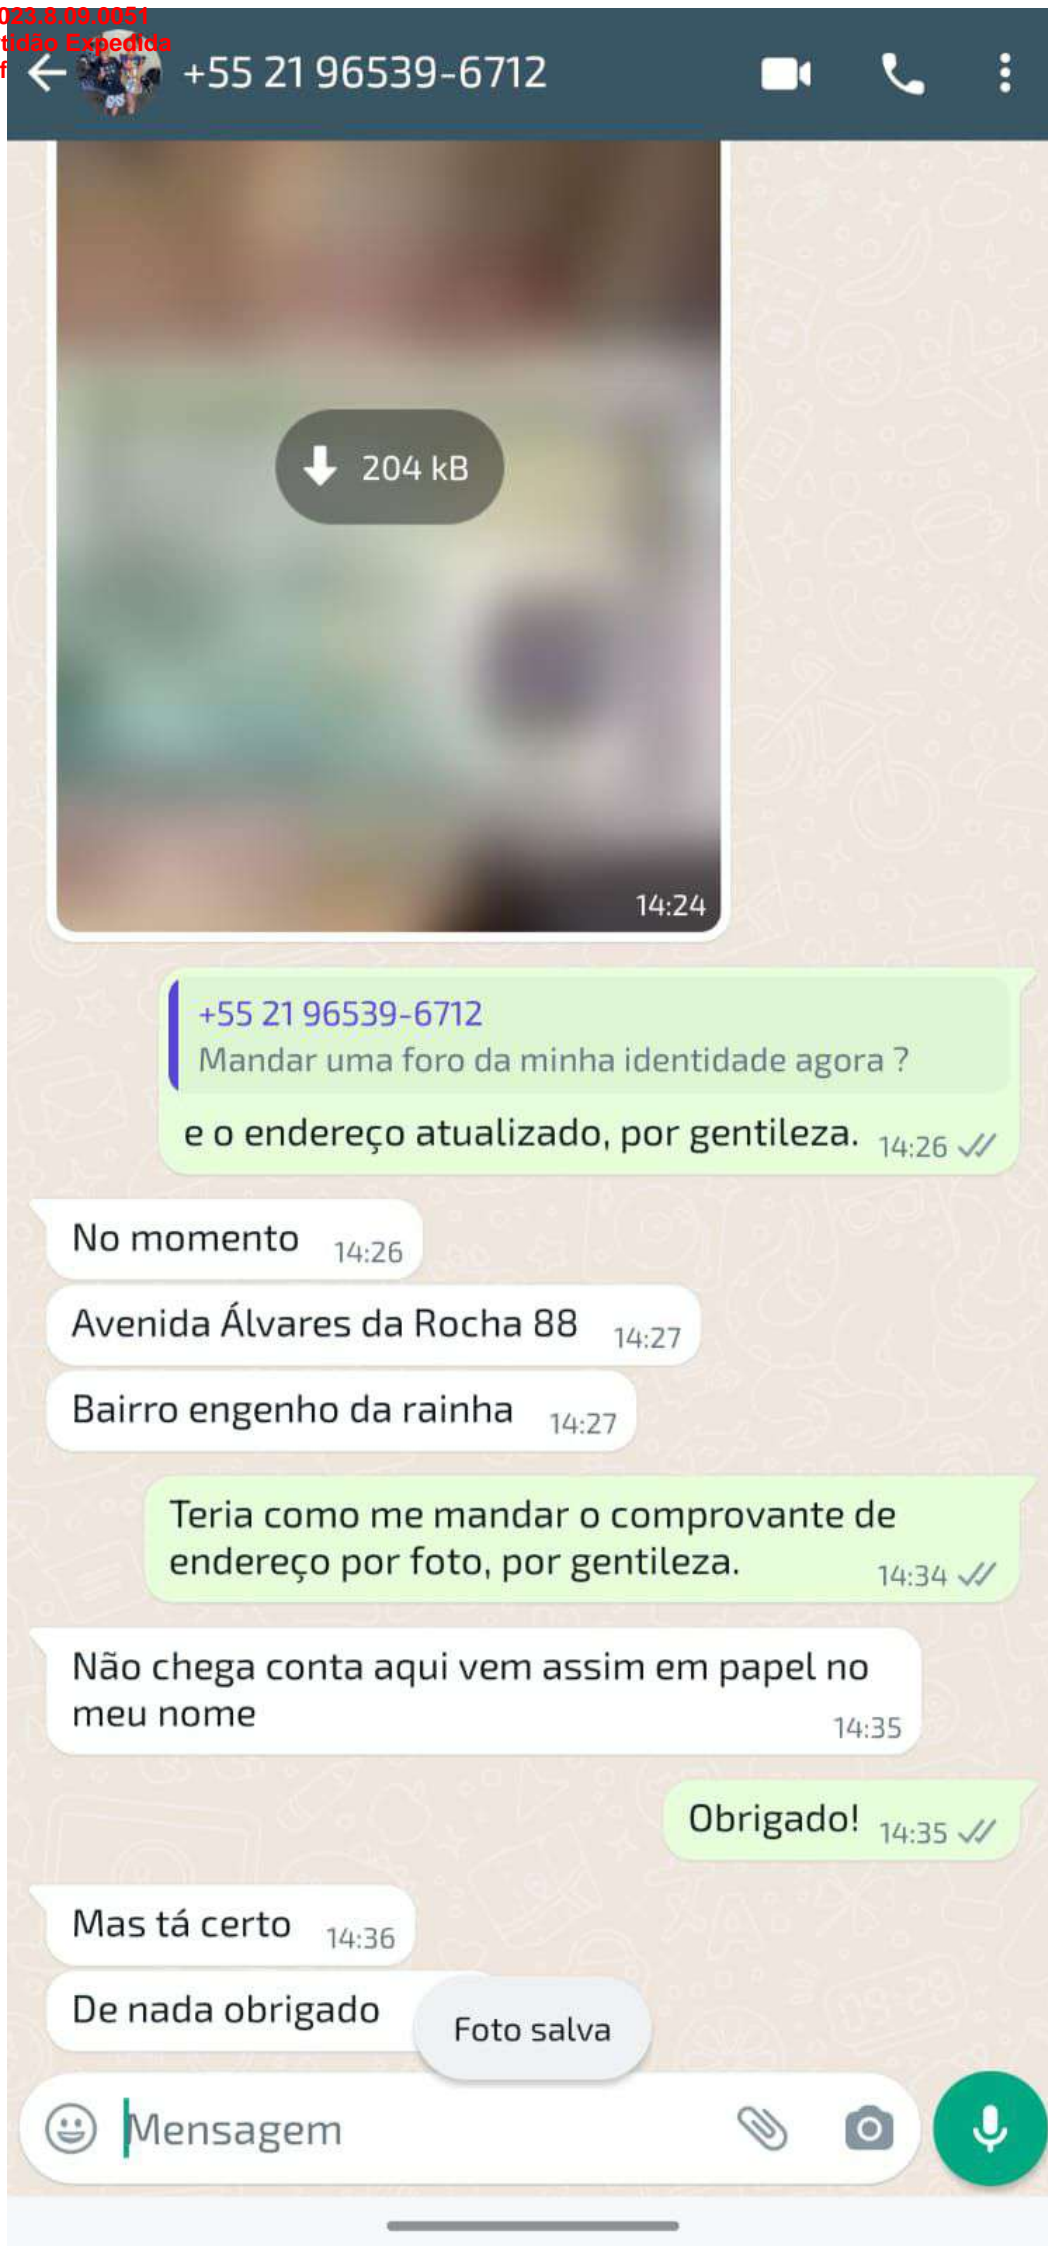 023.8.09.0051
tidão Expedida
f
+55 21 96539-6712
204 kB
14:24
+55 21 96539-6712
Mandar uma foro da minha identidade agora ?
e o endereço atualizado, por gentileza. 14:26
No momento 14:26
Avenida Álvares da Rocha 88 14:27
Bairro engenho da rainha 14:27
Teria como me mandar o comprovante de
endereço por foto, por gentileza. 14:34
Não chega conta aqui vem assim em papel no
meu nome 14:35
Obrigado! 14:35
Mas tá certo 14:36
De nada obrigado
Foto salva
Mensagem